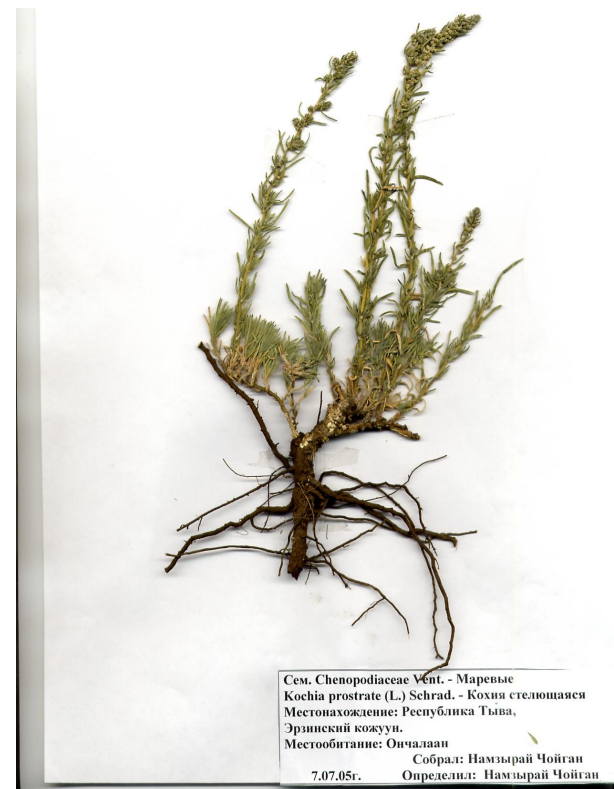 Сем. Chenopodiaceae Vent. - Маревые
Kochia prostrate (L.) Schrad. - Кохия стелющаяся
Местонахождение: Республика Тыва,
Эрзинский кожуун.
Местообитание: Ончалаан
Собрал: Намзырай Чойган
7.07.05г. Определил: Намзырай Чойган